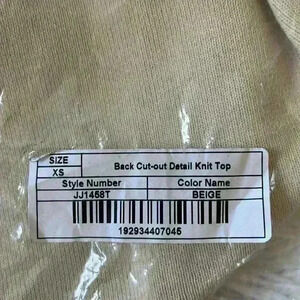 SIZE
XS
Back Cut-out Detail Knit Top
Style Number
Color Name
JJ1458T
BEIGE
192934407045